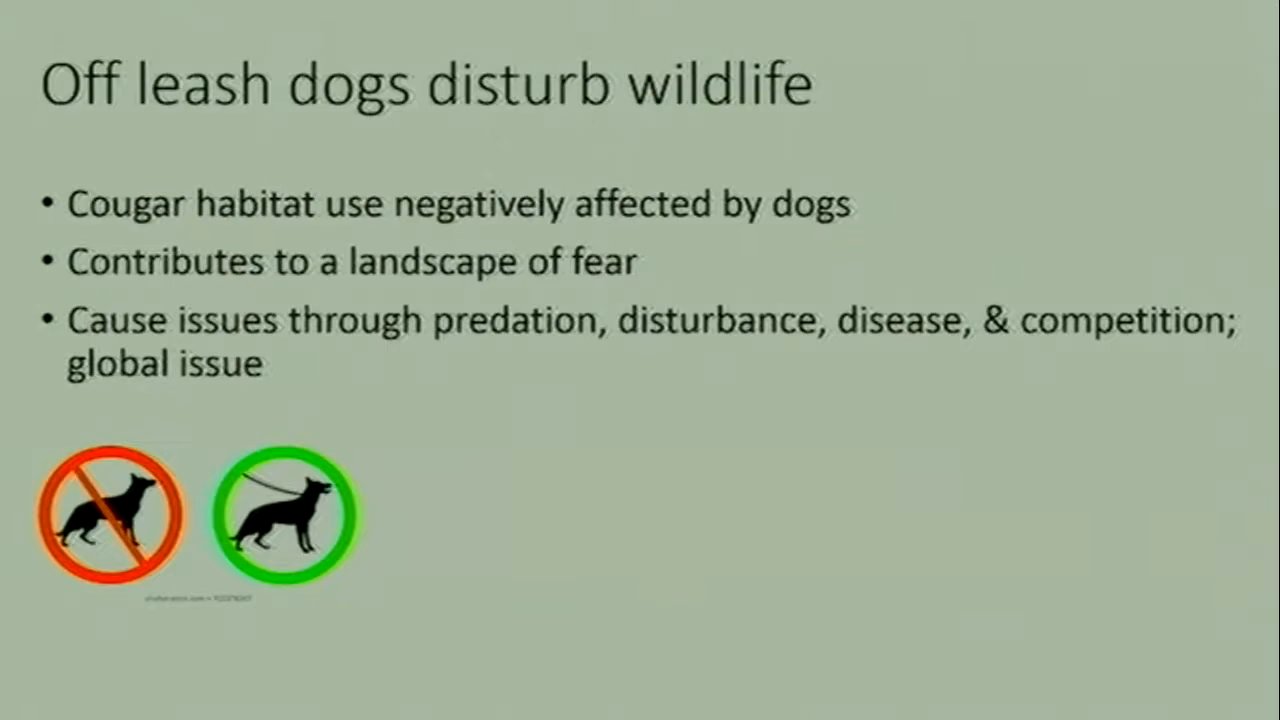 Off leash dogs disturb wildlife
• Cougar habitat use negatively affected by dogs
• Contributes to a landscape of fear
• Cause issues through predation, disturbance, disease, & competition;
global issue